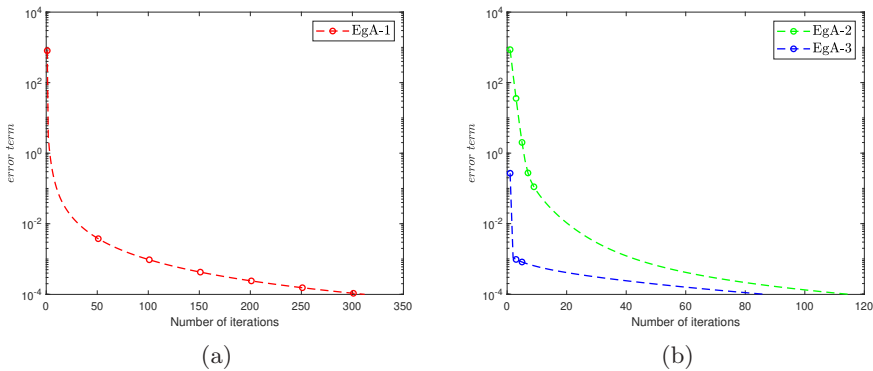 10^4
10^2
10^0
10^-2
10^-4
error term
0 50 100 150 200 250 300 350
Number of iterations
EgA-1
(a)
10^4
10^2
10^0
10^-2
10^-4
error term
0 20 40 60 80 100 120
Number of iterations
EgA-2
EgA-3
(b)